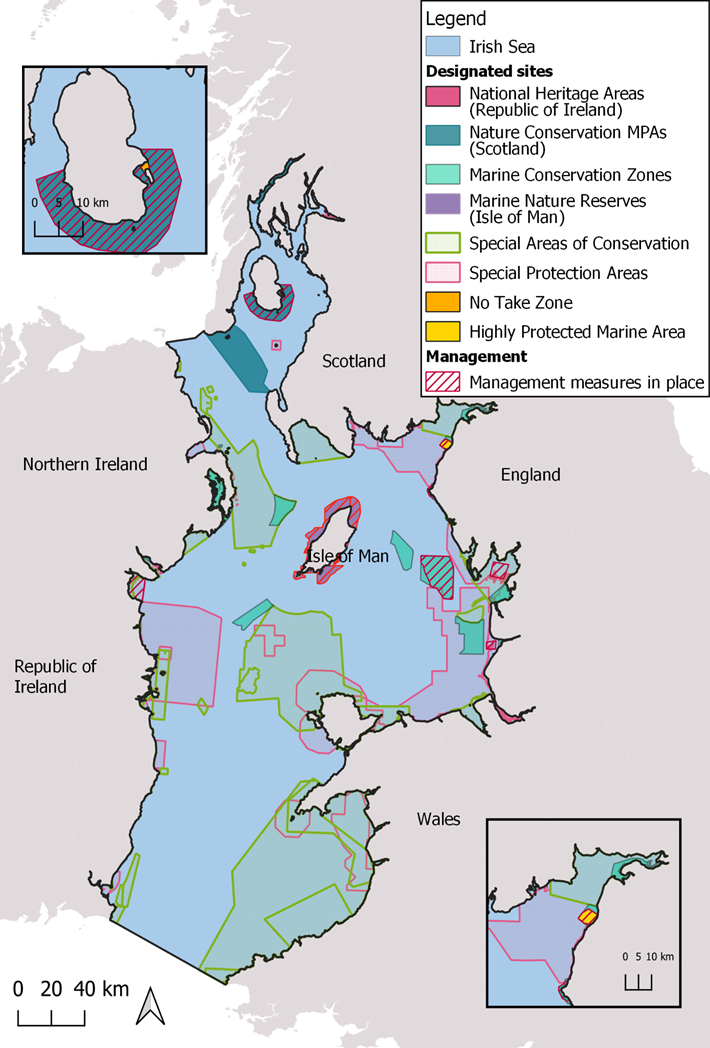 Legend
Irish Sea
Designated sites
National Heritage Areas
(Republic of Ireland)
Nature Conservation MPAs
(Scotland)
Marine Conservation Zones
Marine Nature Reserves
(Isle of Man)
Special Areas of Conservation
Special Protection Areas
No Take Zone
Highly Protected Marine Area
Management
Management measures in place
0 5 10 km
Scotland
Northern Ireland
England
Isle of Man
Republic of
Ireland
Wales
0 5 10 km
0 20 40 km